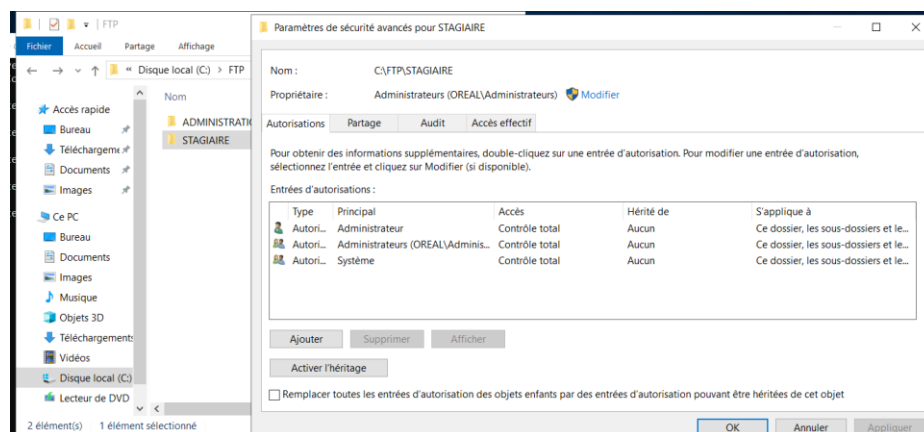 FTP
Fichier Accueil Partage Affichage
« Disque local (C:) > FTP
Nom
Accès rapide
Bureau
Téléchargeme
Documents
Images
Ce PC
Bureau
Documents
Images
Musique
Objets 3D
Téléchargements
Vidéos
Disque local (C:)
Lecteur de DVD
ADMINISTRATIO
STAGIAIRE
2 élément(s) 1 élément sélectionné
Paramètres de sécurité avancés pour STAGIAIRE
Nom : C:\FTP\STAGIAIRE
Propriétaire : Administrateurs (OREAL\Administrateurs) Modifier
Autorisations Partage Audit Accès effectif
Pour obtenir des informations supplémentaires, double-cliquez sur une entrée d'autorisation. Pour modifier une entrée d'autorisation,
sélectionnez l'entrée et cliquez sur Modifier (si disponible).
Entrées d'autorisations :
Type Principal Accès Hérité de S'applique à
Autori... Administrateur Contrôle total Aucun Ce dossier, les sous-dossiers et le...
Autori... Administrateurs (OREAL\Adminis... Contrôle total Aucun Ce dossier, les sous-dossiers et le...
Autori... Système Contrôle total Aucun Ce dossier, les sous-dossiers et le...
Ajouter Supprimer Afficher
Activer l'héritage
Remplacer toutes les entrées d'autorisation des objets enfants par des entrées d'autorisation pouvant être héritées de cet objet
OK Annuler Appliquer